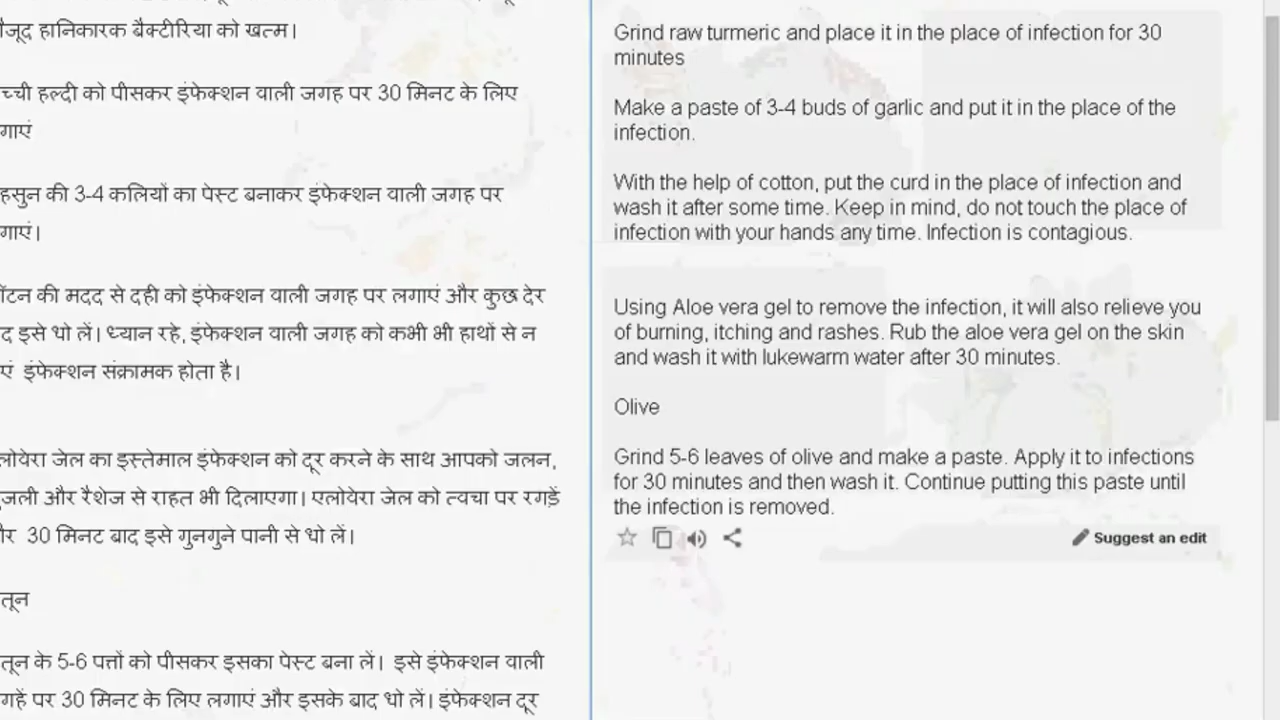 जूद हानिकारक बैक्टीरिया को खत्म।
च्ची हल्दी को पीसकर इंफेक्शन वाली जगह पर 30 मिनट के लिए
गाएं
हसुन की 3-4 कलियों का पेस्ट बनाकर इंफेक्शन वाली जगह पर
गाएं।
टन की मदद से दही को इंफेक्शन वाली जगह पर लगाएं और कुछ देर
द इसे धो लें। ध्यान रहे, इंफेक्शन वाली जगह को कभी भी हाथों से न
एं इंफेक्शन संक्रामक होता है।
लोयेरा जेल का इस्तेमाल इंफेक्शन को दूर करने के साथ आपको जलन,
जली और रैशेज से राहत भी दिलाएगा। एलोयेरा जेल को त्वचा पर रगड़ें
र 30 मिनट बाद इसे गुनगुने पानी से धो लें।
तून
तून के 5-6 पत्तों को पीसकर इसका पेस्ट बना लें। इसे इंफेक्शन वाली
गहें पर 30 मिनट के लिए लगाएं और इसके बाद धो लें। इंफेक्शन दूर
Grind raw turmeric and place it in the place of infection for 30
minutes
Make a paste of 3-4 buds of garlic and put it in the place of the
infection.
With the help of cotton, put the curd in the place of infection and
wash it after some time. Keep in mind, do not touch the place of
infection with your hands any time. Infection is contagious.
Using Aloe vera gel to remove the infection, it will also relieve you
of burning, itching and rashes. Rub the aloe vera gel on the skin
and wash it with lukewarm water after 30 minutes.
Olive
Grind 5-6 leaves of olive and make a paste. Apply it to infections
for 30 minutes and then wash it. Continue putting this paste until
the infection is removed.
Suggest an edit